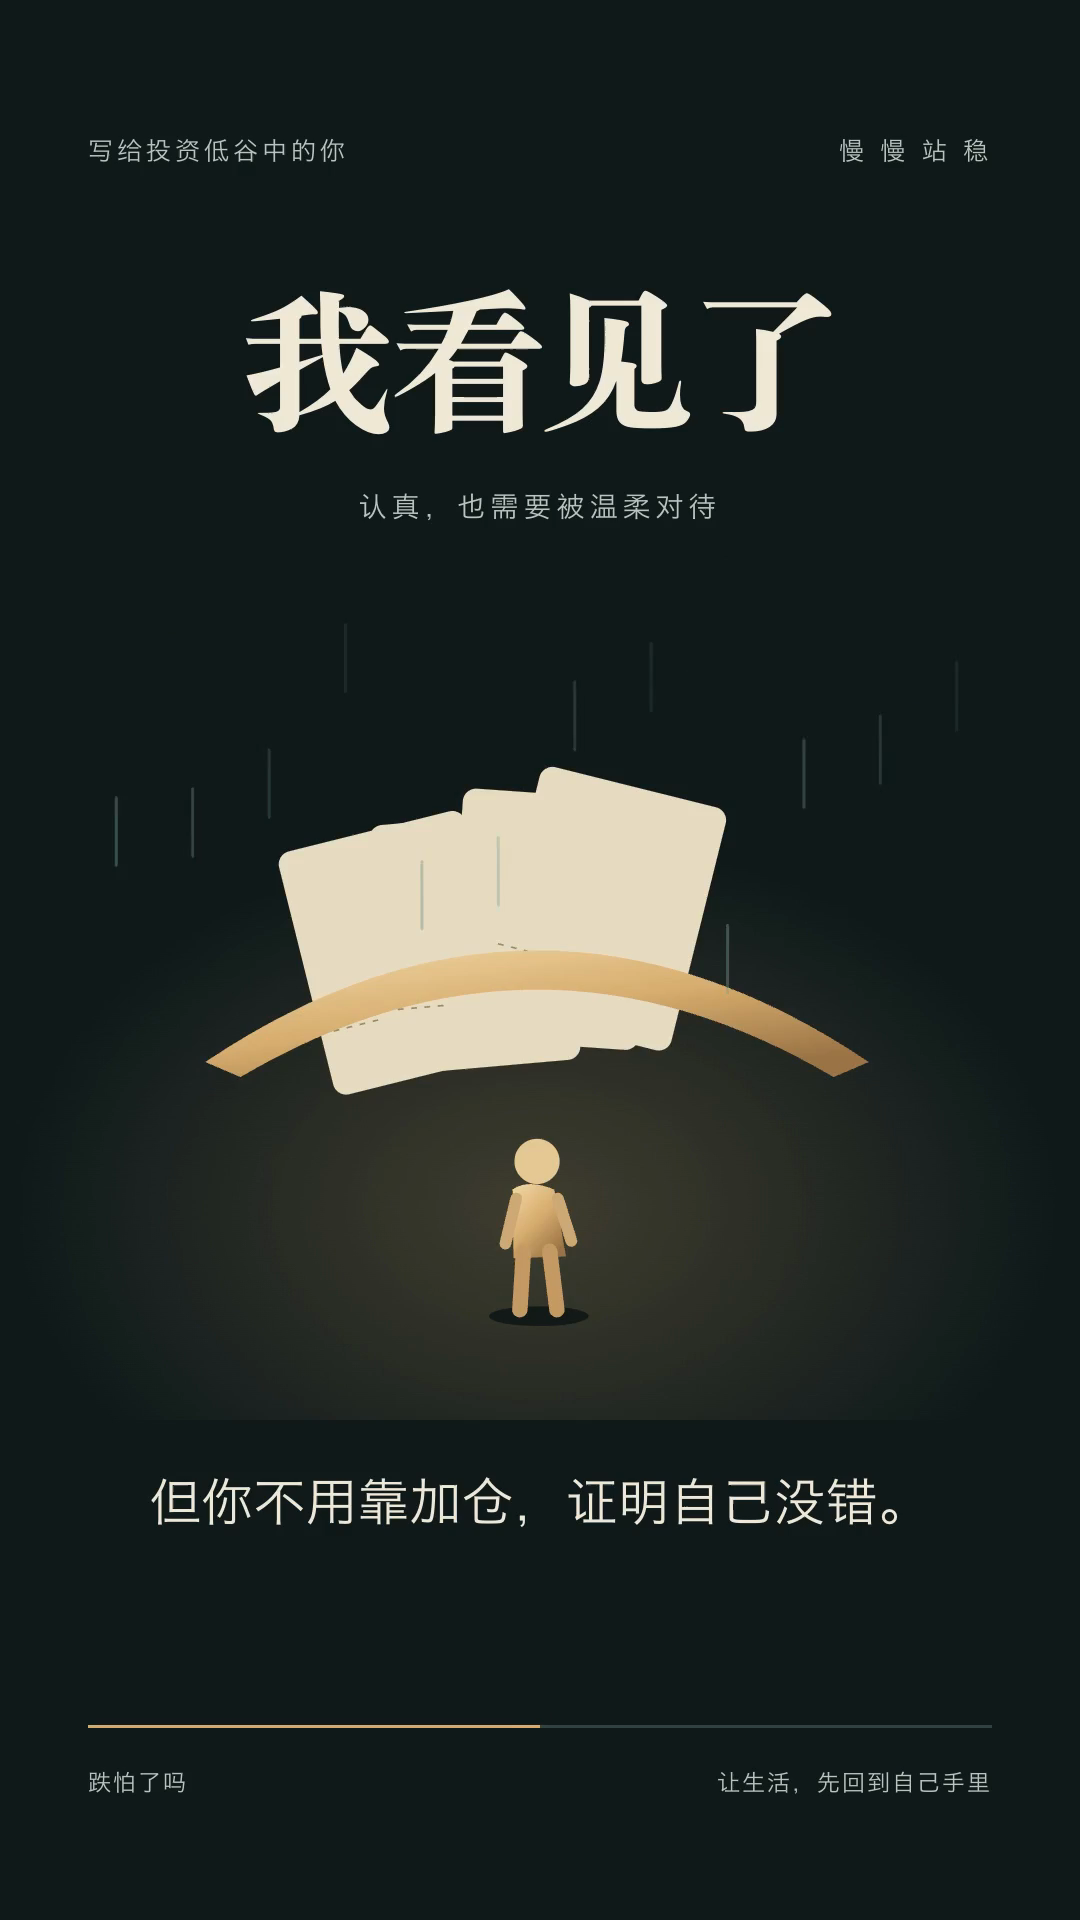 写给投资低谷中的你
慢慢站稳
我看见了
认真，也需要被温柔对待
但你不用靠加仓，证明自己没错。
跌怕了吗
让生活，先回到自己手里